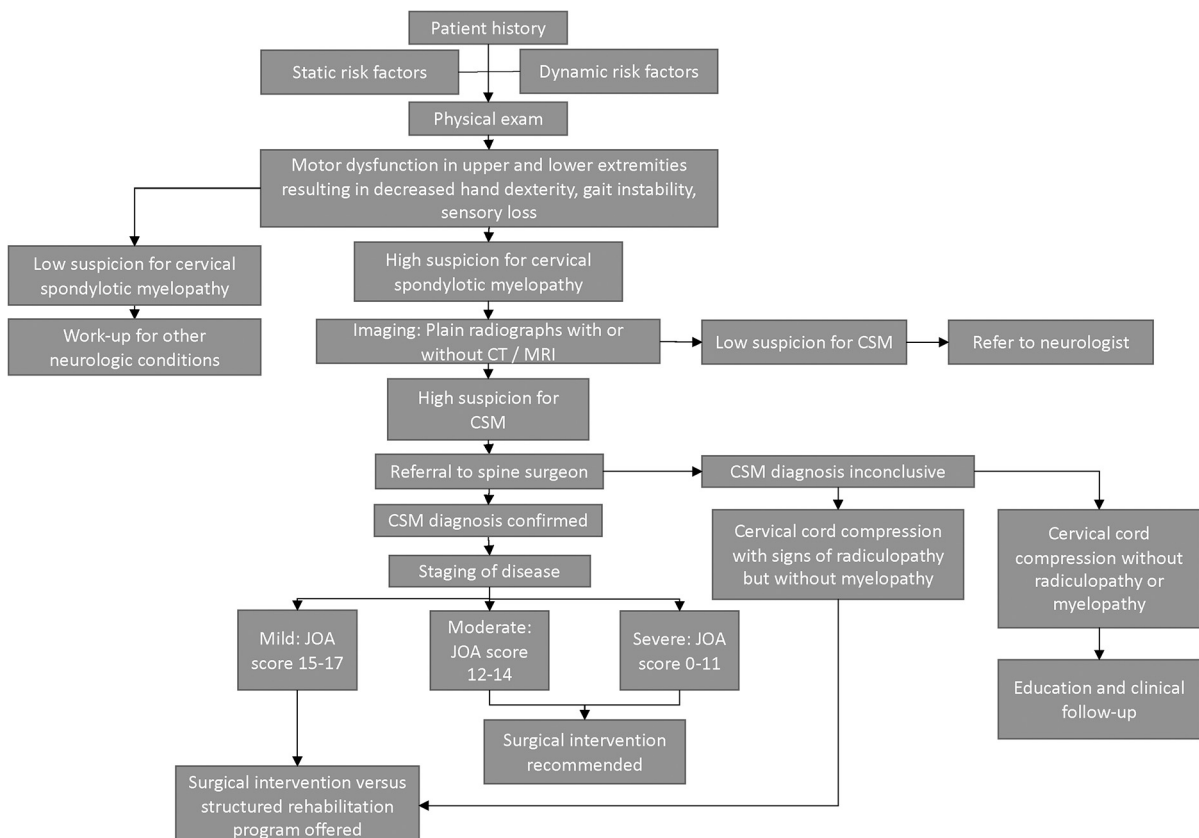 Patient history
Static risk factors
Dynamic risk factors
Physical exam
Motor dysfunction in upper and lower extremities
resulting in decreased hand dexterity, gait instability,
sensory loss
Low suspicion for cervical
spondylotic myelopathy
High suspicion for cervical
spondylotic myelopathy
Work-up for other
neurologic conditions
Imaging: Plain radiographs with or
without CT / MRI
Low suspicion for CSM
Refer to neurologist
High suspicion for
CSM
Referral to spine surgeon
CSM diagnosis inconclusive
CSM diagnosis confirmed
Cervical cord compression
with signs of radiculopathy
but without myelopathy
Cervical cord
compression without
radiculopathy or
myelopathy
Staging of disease
Mild: JOA
score 15-17
Moderate:
JOA score
12-14
Severe: JOA
score 0-11
Education and clinical
follow-up
Surgical intervention
recommended
Surgical intervention versus
structured rehabilitation
program offered